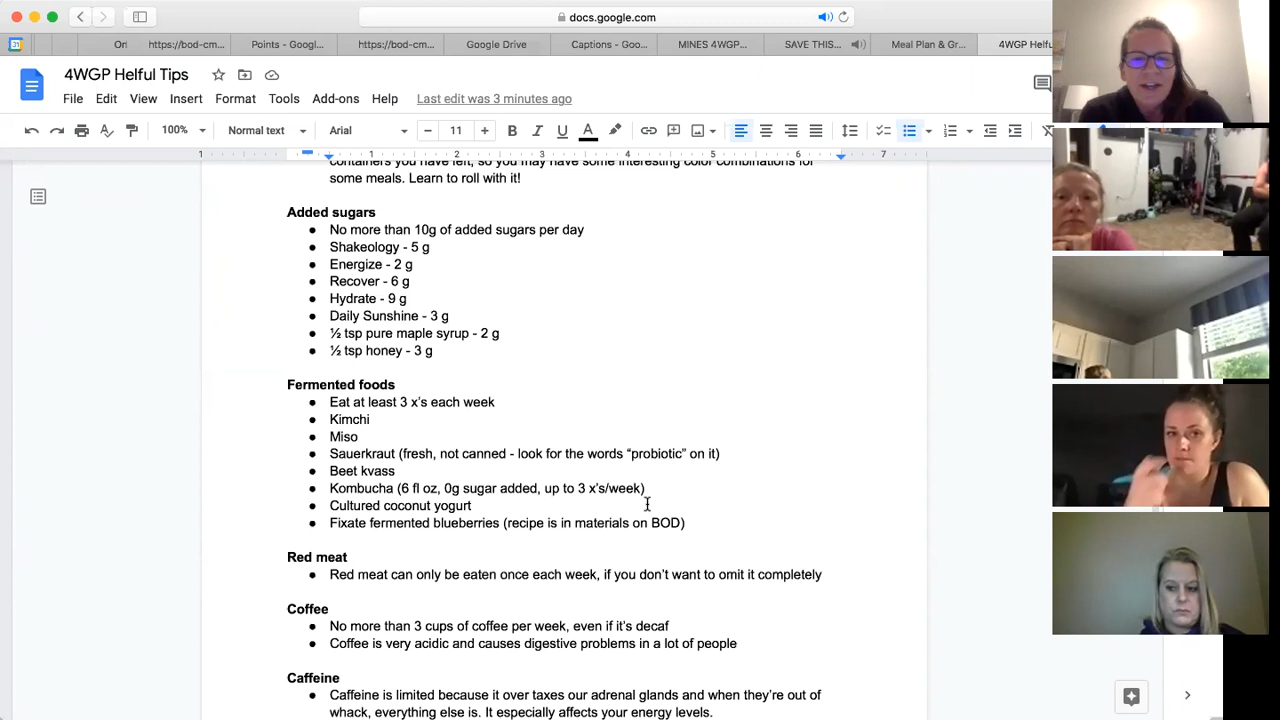 docs.google.com
31
Ori
https://bod-cm...
Points - Googl...
https://bod-cm...
Google Drive
Captions - Goo...
MINES 4WGP...
SAVE THIS...
Meal Plan & Gr...
4WGP Helfu
4WGP Helful Tips
File Edit View Insert Format Tools Add-ons Help Last edit was 3 minutes ago
100% Normal text Arial 11 B I U A
1 1 2 3 4 5 6 7
containers you have left, so you may have some interesting color combinations for
some meals. Learn to roll with it!
Added sugars
● No more than 10g of added sugars per day
● Shakeology - 5 g
● Energize - 2 g
● Recover - 6 g
● Hydrate - 9 g
● Daily Sunshine - 3 g
● ½ tsp pure maple syrup - 2 g
● ½ tsp honey - 3 g
Fermented foods
● Eat at least 3 x's each week
● Kimchi
● Miso
● Sauerkraut (fresh, not canned - look for the words “probiotic” on it)
● Beet kvass
● Kombucha (6 fl oz, 0g sugar added, up to 3 x's/week)
● Cultured coconut yogurt
● Fixate fermented blueberries (recipe is in materials on BOD)
Red meat
● Red meat can only be eaten once each week, if you don't want to omit it completely
Coffee
● No more than 3 cups of coffee per week, even if it's decaf
● Coffee is very acidic and causes digestive problems in a lot of people
Caffeine
● Caffeine is limited because it over taxes our adrenal glands and when they're out of
whack, everything else is. It especially affects your energy levels.